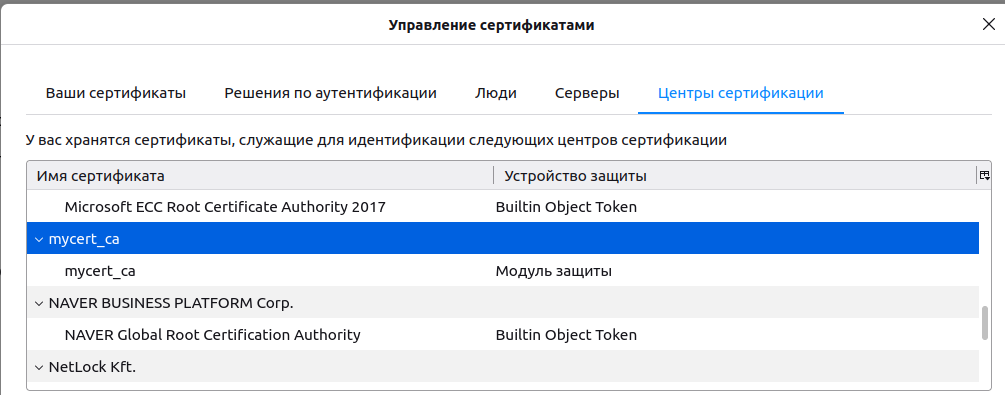 Управление сертификатами
Ваши сертификаты Решения по аутентификации Люди Серверы Центры сертификации
У вас хранятся сертификаты, служащие для идентификации следующих центров сертификации
Имя сертификата Устройство защиты
Microsoft ECC Root Certificate Authority 2017 Builtin Object Token
mycert_ca
mycert_ca Модуль защиты
NAVER BUSINESS PLATFORM Corp.
NAVER Global Root Certification Authority Builtin Object Token
NetLock Kft.